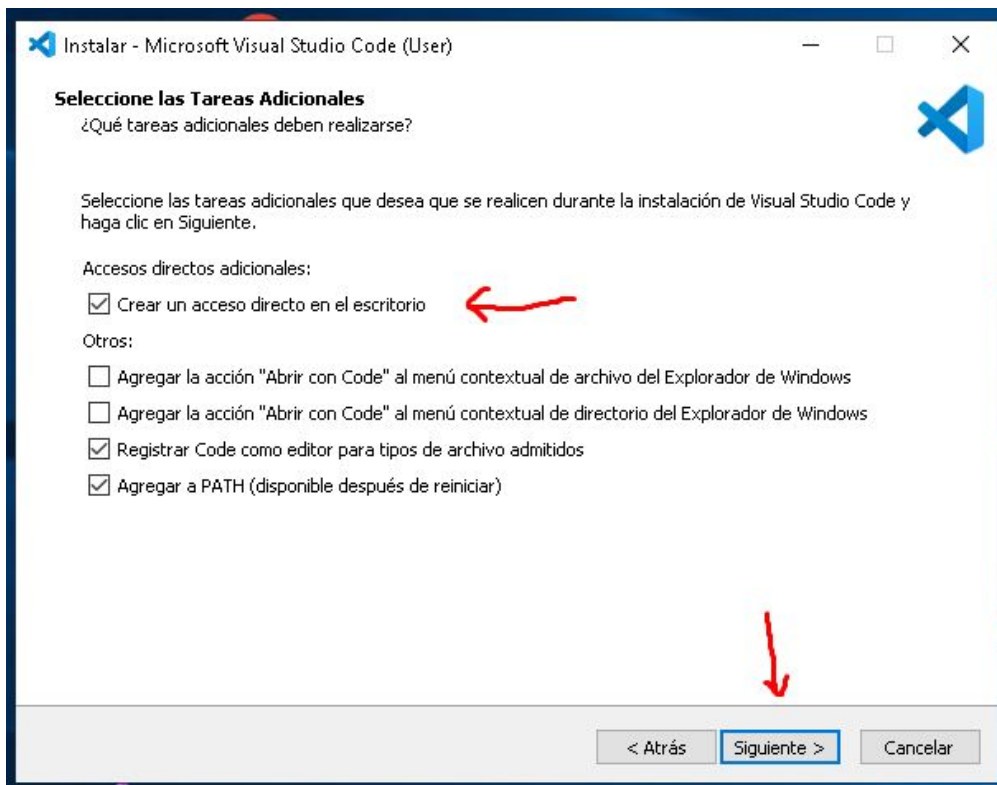 Instalar - Microsoft Visual Studio Code (User)
Seleccione las Tareas Adicionales
¿Qué tareas adicionales deben realizarse?
Seleccione las tareas adicionales que desea que se realicen durante la instalación de Visual Studio Code y
haga clic en Siguiente.
Accesos directos adicionales:
Crear un acceso directo en el escritorio
Otros:
Agregar la acción "Abrir con Code" al menú contextual de archivo del Explorador de Windows
Agregar la acción "Abrir con Code" al menú contextual de directorio del Explorador de Windows
Registrar Code como editor para tipos de archivo admitidos
Agregar a PATH (disponible después de reiniciar)
< Atrás Siguiente > Cancelar